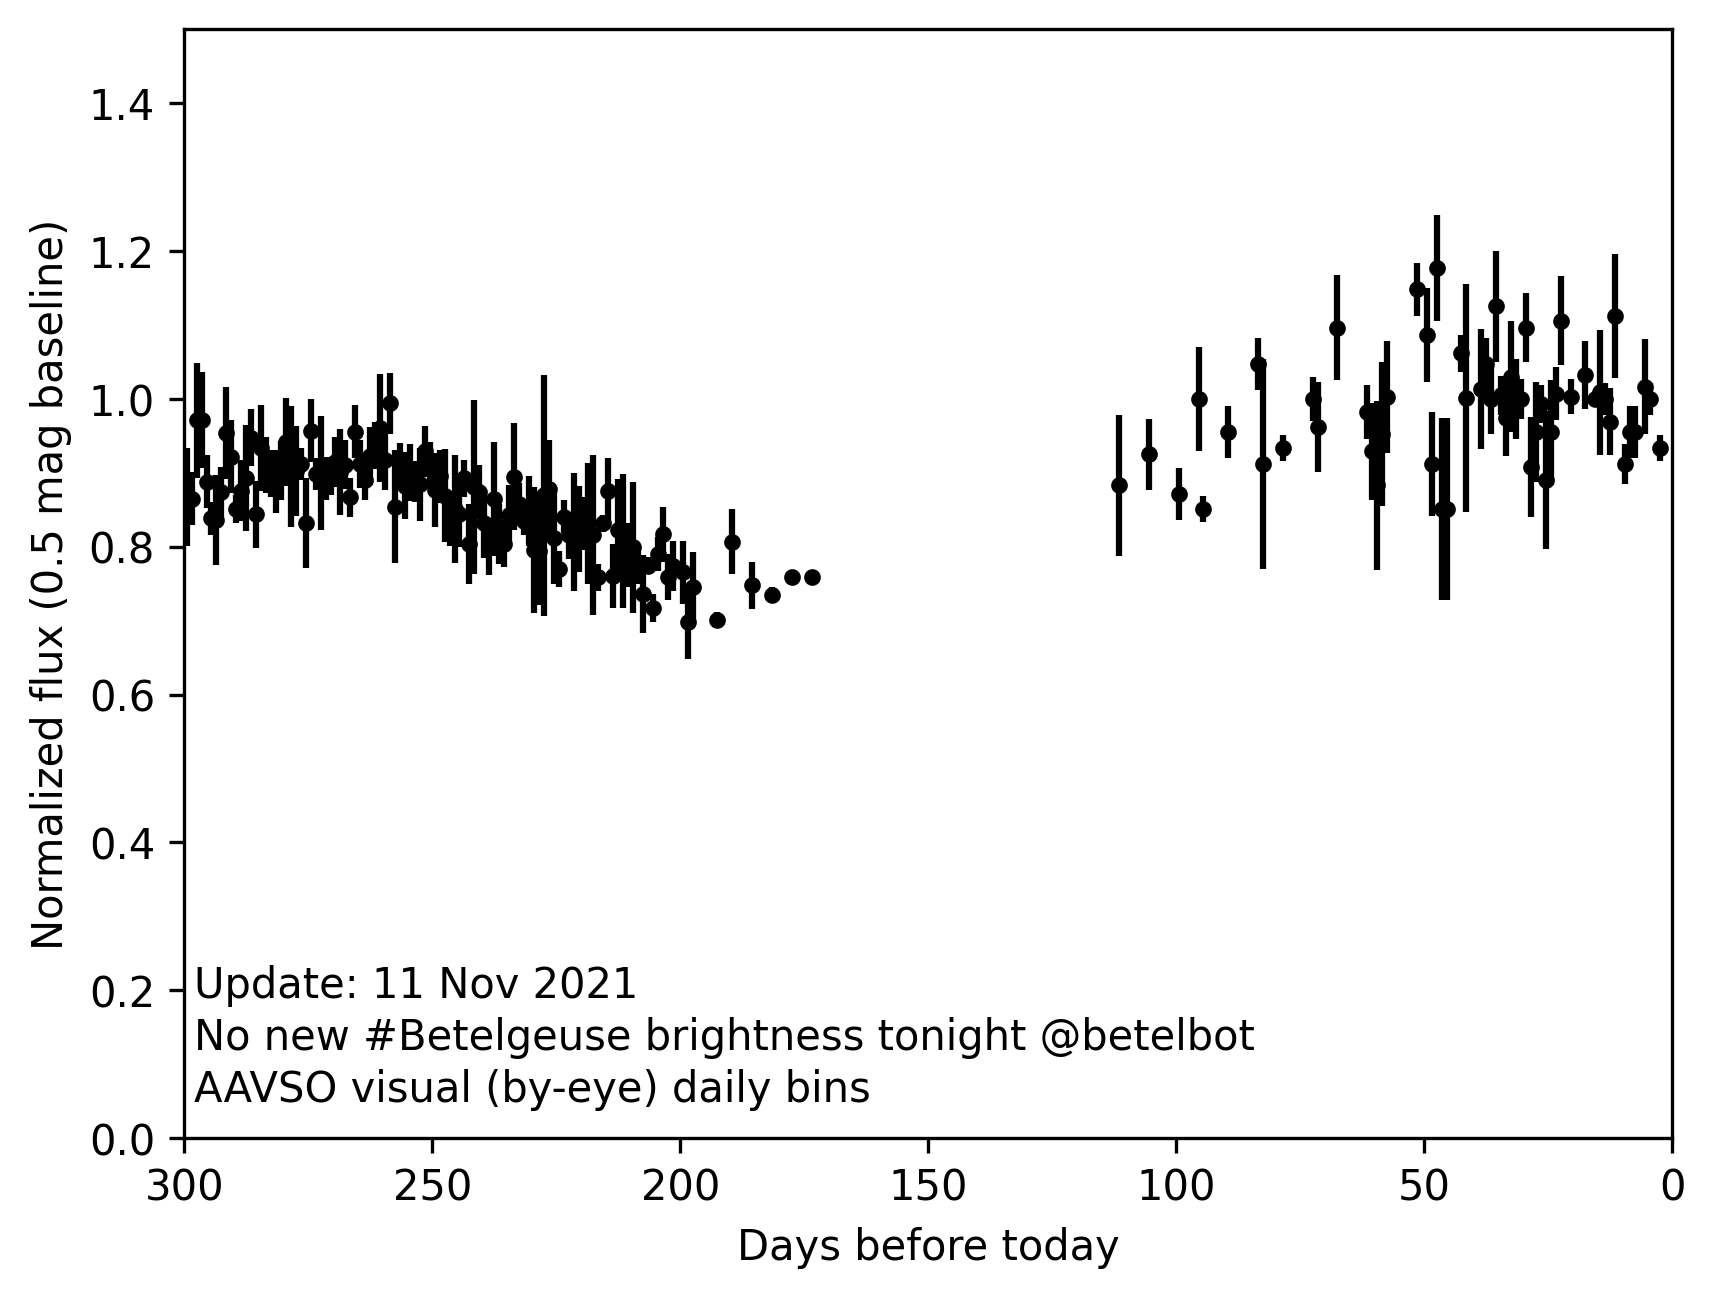 1.4
1.2
1.0
0.8
0.6
0.4
0.2
0.0
Normalized flux (0.5 mag baseline)
Update: 11 Nov 2021
No new #Betelgeuse brightness tonight @betelbot
AAVSO visual (by-eye) daily bins
300 250 200 150 100 50 0
Days before today